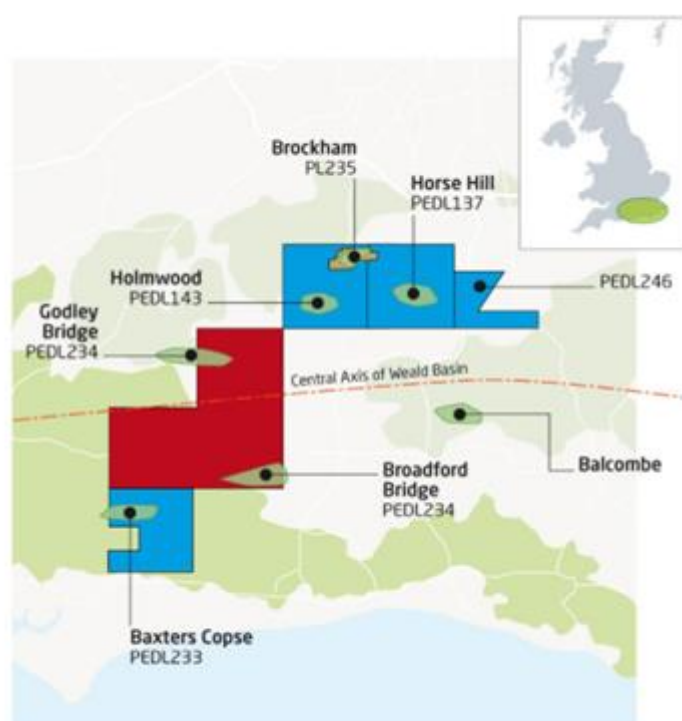 Brockham
PL235
Horse Hill
PEDL137
Holmwood
PEDL143
PEDL246
Godley
Bridge
PEDL234
Central Axis of Weald Basin
Broadford
Bridge
PEDL234
Balcombe
Baxters Copse
PEDL233